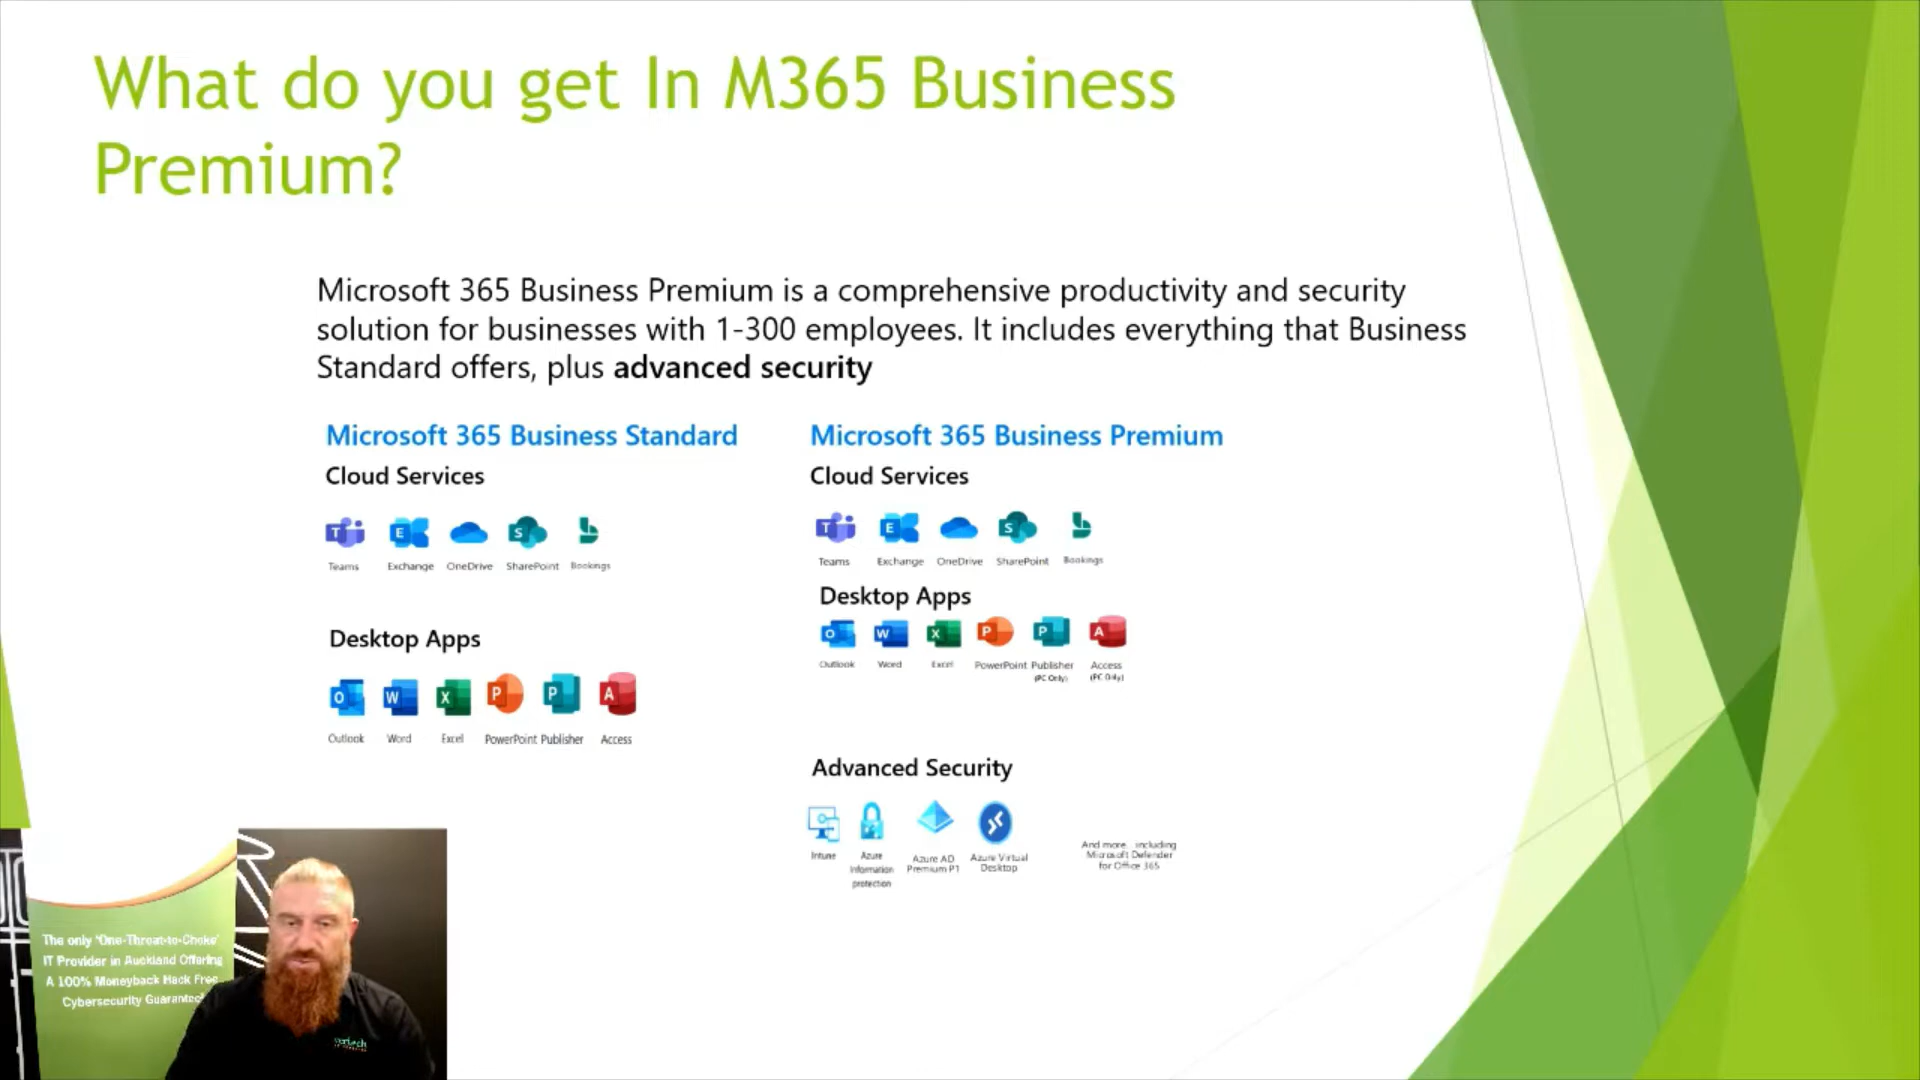 What do you get In M365 Business
Premium?
Microsoft 365 Business Premium is a comprehensive productivity and security
solution for businesses with 1-300 employees. It includes everything that Business
Standard offers, plus advanced security
Microsoft 365 Business Standard
Cloud Services
Teams Exchange OneDrive SharePoint Bookings
Desktop Apps
Outlook Word Excel PowerPoint Publisher Access
Microsoft 365 Business Premium
Cloud Services
Teams Exchange OneDrive SharePoint Bookings
Desktop Apps
Outlook Word Excel PowerPoint Publisher Access
(PC Only) (PC Only)
Advanced Security
Intune Azure Information protection Azure AD Premium P1 Azure Virtual Desktop
And more.. including
Microsoft Defender
for Office 365
The only 'One-Threat-to-Choke'
IT Provider in Auckland Offering
A 100% Moneyback Hack Free
Cybersecurity Guarantee